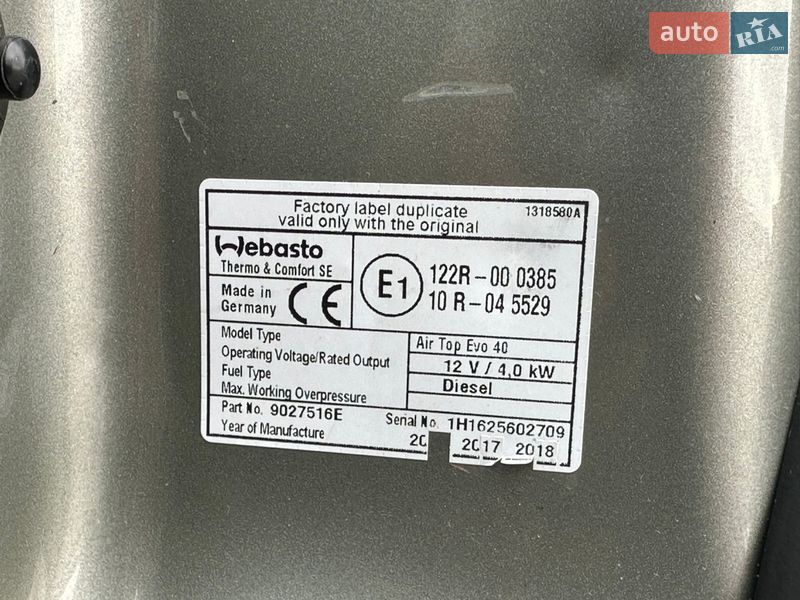 auto RIA .com
Factory label duplicate
valid only with the original
1318580A
Webasto
Thermo & Comfort SE
Made in
Germany
CE
E1
122R-00 0385
10 R-04 5529
Model Type
Air Top Evo 40
Operating Voltage/Rated Output
12 V / 4,0 kW
Fuel Type
Diesel
Max. Working Overpressure
Part No. 9027516E
Serial No. 1H1625602709
Year of Manufacture
2017 2018